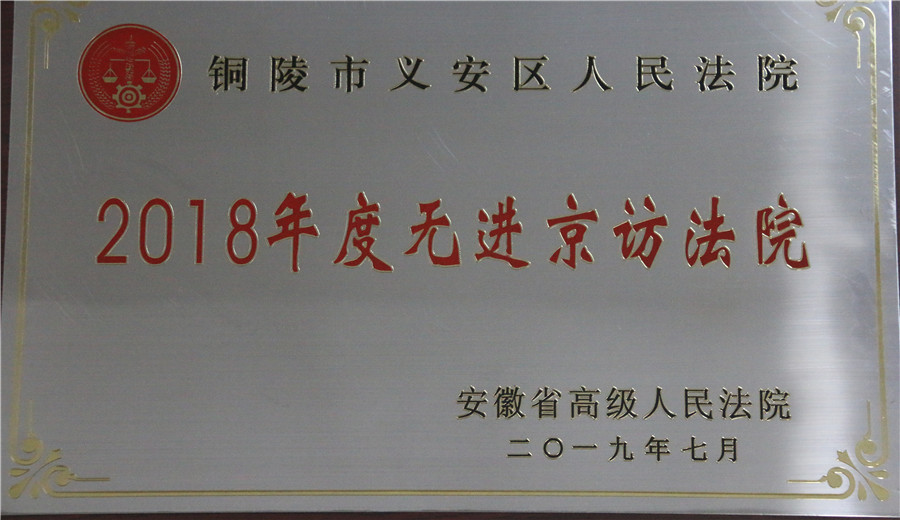 铜陵市义安区人民法院
2018年度无进京访法院
安徽省高级人民法院
二〇一九年七月